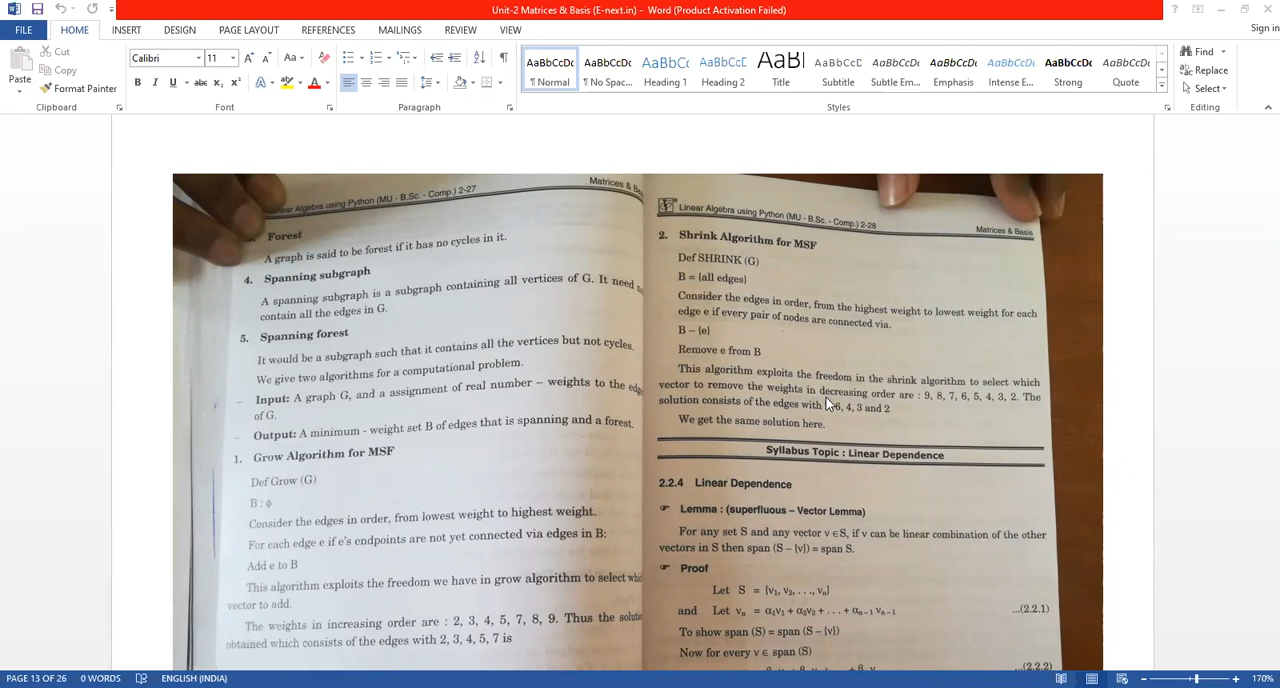 Unit-2 Matrices & Basis (E-next.in) - Word (Product Activation Failed)
FILE HOME INSERT DESIGN PAGE LAYOUT REFERENCES MAILINGS REVIEW VIEW Sign in
Paste
Cut
Copy
Format Painter
Clipboard
Calibri 11
Font
Paragraph
AaBbCcDc AaBbCcDc AaBbCc AaBbCcD AaBl AaBbCcD AaBbCcDc AaBbCcDc AaBbCcDc AaBbCcDc AaBbCcDc
¶ Normal ¶ No Spac... Heading 1 Heading 2 Title Subtitle Subtle Em... Emphasis Intense E... Strong Quote
Styles
Find
Replace
Select
Editing
Linear Algebra using Python (MU - B.Sc. - Comp.) 2-27 Matrices &
Forest
A graph is said to be forest if it has no cycles in it.
4. Spanning subgraph
A spanning subgraph is a subgraph containing all vertices of G. It need
contain all the edges in G.
5. Spanning forest
It would be a subgraph such that it contains all the vertices but not cycles.
We give two algorithms for a computational problem.
– Input: A graph G, and a assignment of real number – weights to the
of G.
– Output: A minimum - weight set B of edges that is spanning and a forest.
1. Grow Algorithm for MSF
Def Grow (G)
B : ϕ
Consider the edges in order, from lowest weight to highest weight.
For each edge e if e's endpoints are not yet connected via edges in B:
Add e to B
This algorithm exploits the freedom we have in grow algorithm to select
vector to add.
The weights in increasing order are : 2, 3, 4, 5, 7, 8, 9. Thus the
obtained which consists of the edges with 2, 3, 4, 5, 7 is
Linear Algebra using Python (MU - B.Sc. - Comp.) 2-28 Matrices & Basis
2. Shrink Algorithm for MSF
Def SHRINK (G)
B = {all edges}
Consider the edges in order, from the highest weight to lowest weight for each
edge e if every pair of nodes are connected via.
B – {e}
Remove e from B
This algorithm exploits the freedom in the shrink algorithm to select which
vector to remove the weights in decreasing order are : 9, 8, 7, 6, 5, 4, 3, 2. The
solution consists of the edges with 6, 4, 3 and 2
We get the same solution here.
Syllabus Topic : Linear Dependence
2.2.4 Linear Dependence
☞ Lemma : (superfluous – Vector Lemma)
For any set S and any vector v ∈ S, if v can be linear combination of the other
vectors in S then span (S – {v}) = span S.
☞ Proof
Let S = {v₁, v₂, . . ., vₙ}
and Let vₙ = α₁v₁ + α₂v₂ + . . . + αₙ₋₁ vₙ₋₁ ...(2.2.1)
To show span (S) = span (S – {v})
Now for every v ∈ span (S)
...(2.2.2)
PAGE 13 OF 26 0 WORDS ENGLISH (INDIA) 170%